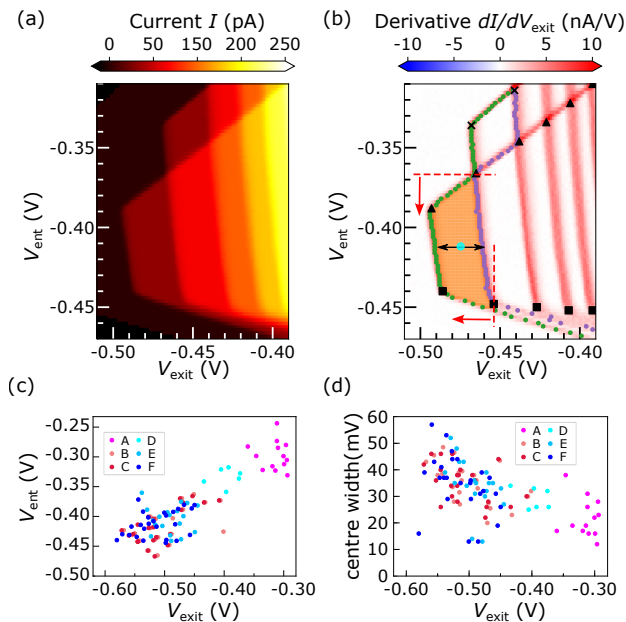 (a)
Current I (pA)
0 50 100 150 200 250
-0.35
-0.40
-0.45
V_ent (V)
-0.50 -0.45 -0.40
V_exit (V)
(b)
Derivative dI/dV_exit (nA/V)
-10 -5 0 5 10
-0.35
-0.40
-0.45
V_ent (V)
-0.50 -0.45 -0.40
V_exit (V)
(c)
-0.25
-0.30
-0.35
-0.40
-0.45
-0.50
V_ent (V)
A D
B E
C F
-0.60 -0.50 -0.40 -0.30
V_exit (V)
(d)
60
50
40
30
20
10
0
centre width(mV)
A D
B E
C F
-0.60 -0.50 -0.40 -0.30
V_exit (V)